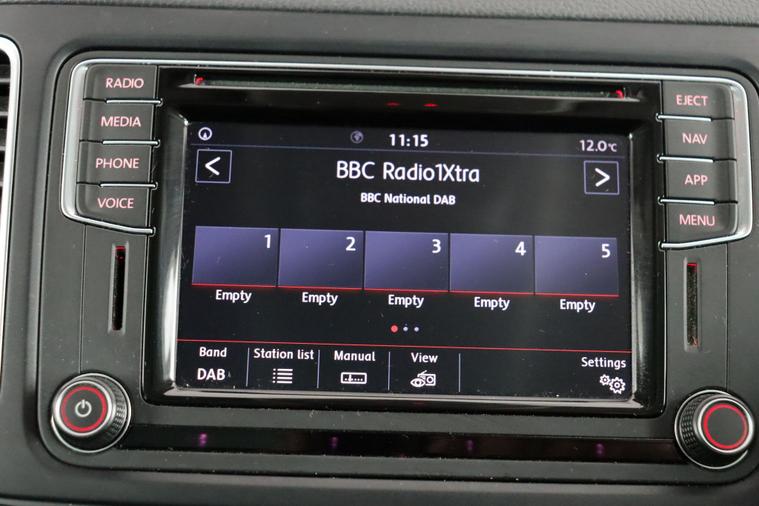 RADIO
MEDIA
PHONE
VOICE
11:15
12.0°C
<
BBC Radio1Xtra
>
BBC National DAB
1 2 3 4 5
Empty Empty Empty Empty Empty
Band Station list Manual View Settings
DAB
EJECT
NAV
APP
MENU